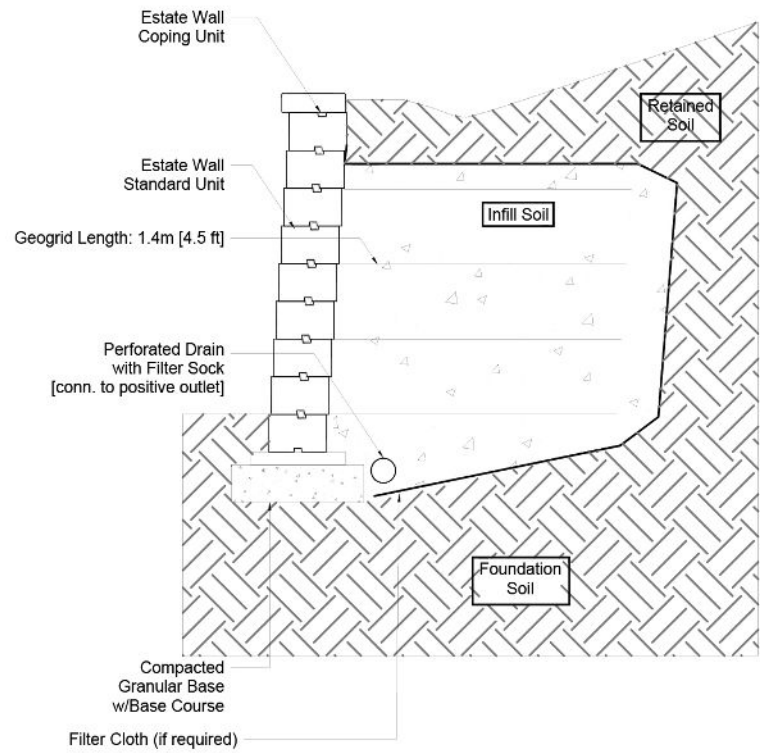 Estate Wall
Coping Unit
Retained
Soil
Estate Wall
Standard Unit
Infill Soil
Geogrid Length: 1.4m [4.5 ft]
Perforated Drain
with Filter Sock
[conn. to positive outlet]
Foundation
Soil
Compacted
Granular Base
w/Base Course
Filter Cloth (if required)